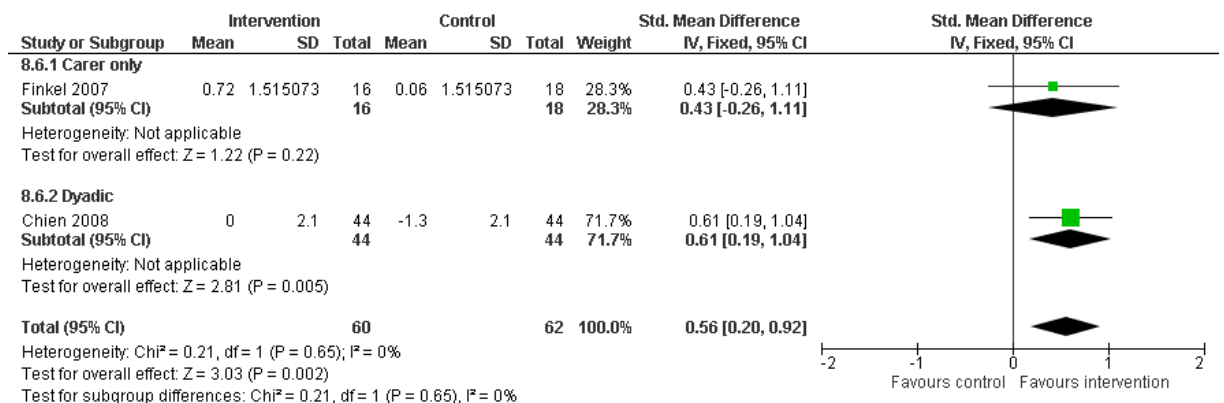 Intervention Control Std. Mean Difference Std. Mean Difference
Study or Subgroup Mean SD Total Mean SD Total Weight IV, Fixed, 95% CI IV, Fixed, 95% CI
8.6.1 Carer only
Finkel 2007 0.72 1.515073 16 0.06 1.515073 18 28.3% 0.43 [-0.26, 1.11]
Subtotal (95% CI) 16 18 28.3% 0.43 [-0.26, 1.11]
Heterogeneity: Not applicable
Test for overall effect: Z = 1.22 (P = 0.22)
8.6.2 Dyadic
Chien 2008 0 2.1 44 -1.3 2.1 44 71.7% 0.61 [0.19, 1.04]
Subtotal (95% CI) 44 44 71.7% 0.61 [0.19, 1.04]
Heterogeneity: Not applicable
Test for overall effect: Z = 2.81 (P = 0.005)
Total (95% CI) 60 62 100.0% 0.56 [0.20, 0.92]
Heterogeneity: Chi² = 0.21, df = 1 (P = 0.65); I² = 0%
Test for overall effect: Z = 3.03 (P = 0.002)
Test for subgroup differences: Chi² = 0.21, df = 1 (P = 0.65), I² = 0%
-2 -1 0 1 2
Favours control Favours intervention